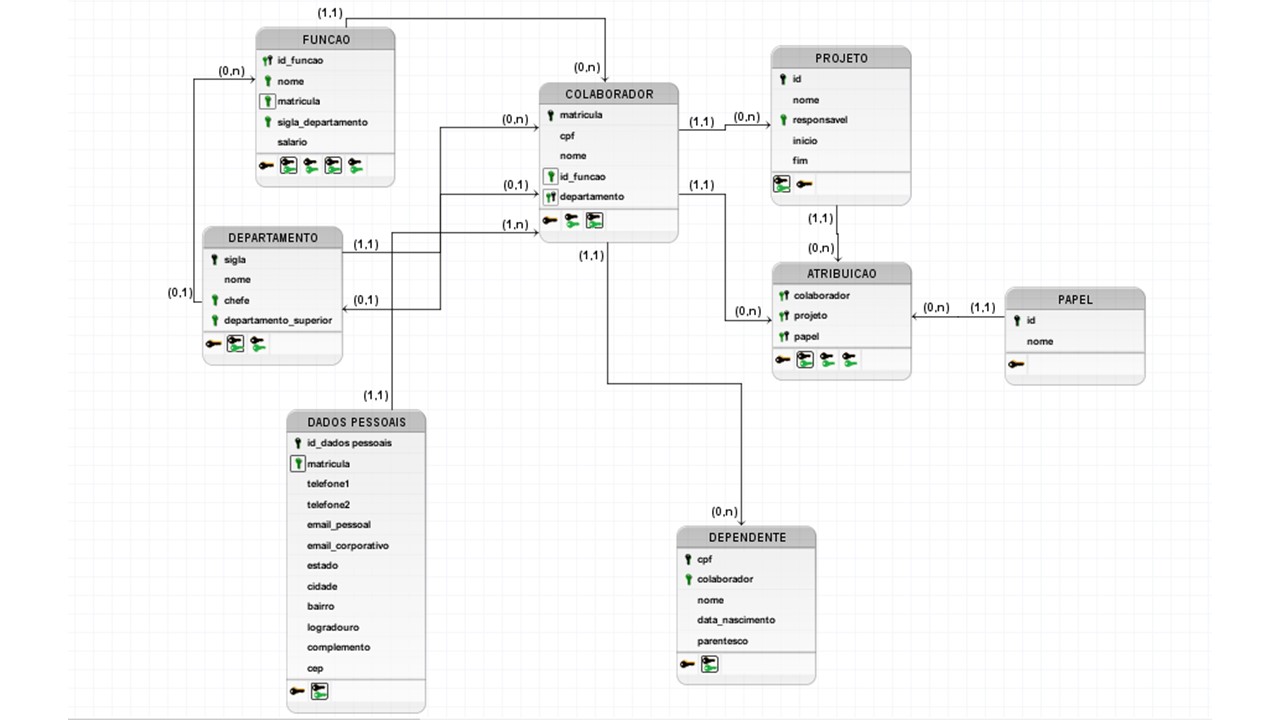 (1,1)
FUNCAO
id_funcao
nome
matricula
sigla_departamento
salario
(0,n)
(0,n)
COLABORADOR
matricula
cpf
nome
id_funcao
departamento
(0,n)
(0,1)
(1,n)
(1,1)
(1,1)
(0,n)
(1,1)
(0,n)
PROJETO
id
nome
responsavel
inicio
fim
(1,1)
(0,n)
DEPARTAMENTO
sigla
nome
chefe
departamento_superior
(1,1)
(0,1)
(0,1)
ATRIBUICAO
colaborador
projeto
papel
(0,n)
(1,1)
PAPEL
id
nome
(1,1)
DADOS PESSOAIS
id_dados pessoais
matricula
telefone1
telefone2
email_pessoal
email_corporativo
estado
cidade
bairro
logradouro
complemento
cep
(0,n)
DEPENDENTE
cpf
colaborador
nome
data_nascimento
parentesco